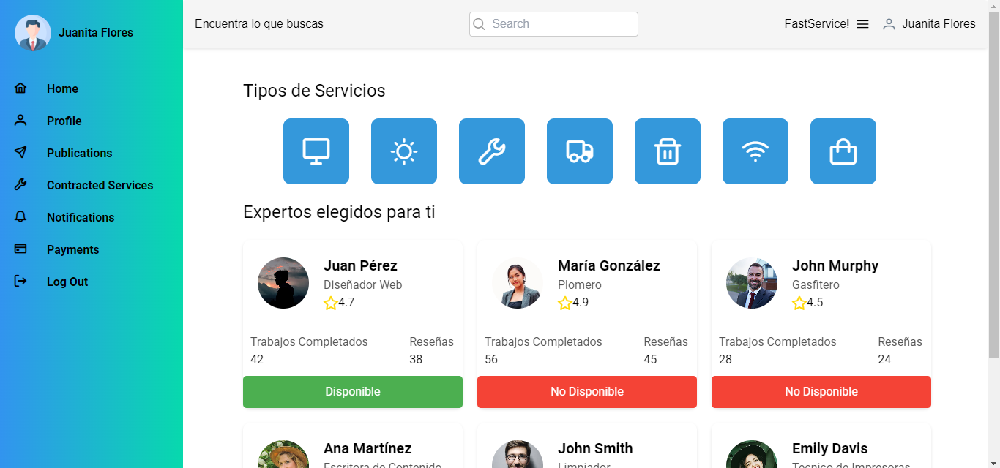 Juanita Flores
Home
Profile
Publications
Contracted Services
Notifications
Payments
Log Out
Encuentra lo que buscas
Search
FastService!
Juanita Flores
Tipos de Servicios
Expertos elegidos para ti
Juan Pérez
Diseñador Web
4.7
Trabajos Completados Reseñas
42 38
Disponible
María González
Plomero
4.9
Trabajos Completados Reseñas
56 45
No Disponible
John Murphy
Gasfitero
4.5
Trabajos Completados Reseñas
28 24
No Disponible
Ana Martínez
Escritora de Contenido
John Smith
Limpiador
Emily Davis
Tecnico de Impresoras